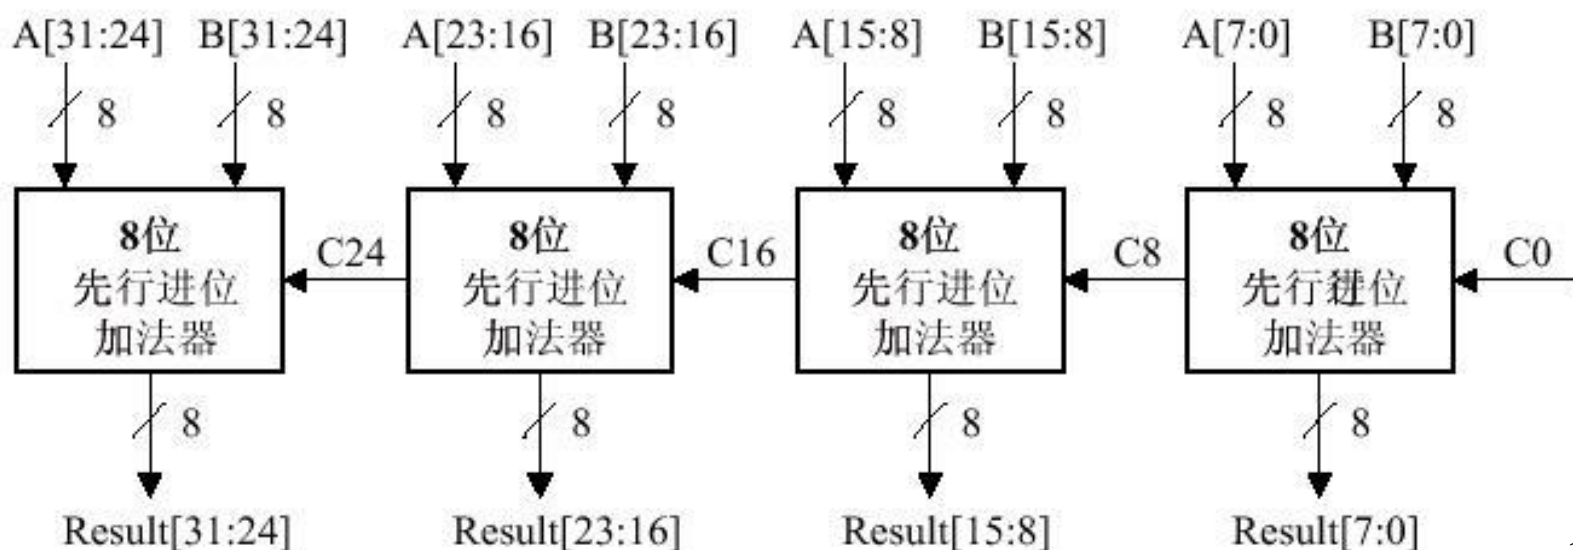 A[31:24] B[31:24] A[23:16] B[23:16] A[15:8] B[15:8] A[7:0] B[7:0]
8 8 8 8 8 8 8 8
8位 8位 8位 8位
C24 C16 C8 C0
先行进位 先行进位 先行进位 先行进位
加法器 加法器 加法器 加法器
8 8 8 8
Result[31:24] Result[23:16] Result[15:8] Result[7:0]